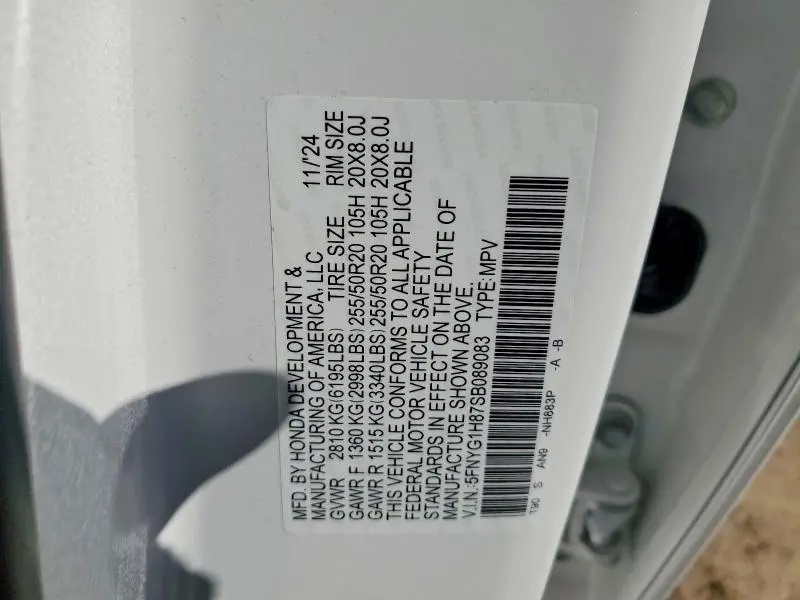 MFD. BY HONDA DEVELOPMENT &
MANUFACTURING OF AMERICA, LLC 11/'24
GVWR 2810 KG(6195LBS) TIRE SIZE RIM SIZE
GAWR F 1360 KG(2998LBS) 255/50R20 105H 20X8.0J
GAWR R 1515 KG(3340LBS) 255/50R20 105H 20X8.0J
THIS VEHICLE CONFORMS TO ALL APPLICABLE
FEDERAL MOTOR VEHICLE SAFETY
STANDARDS IN EFFECT ON THE DATE OF
MANUFACTURE SHOWN ABOVE.
V.I.N.:5FNYG1H87SB089083 TYPE:MPV
T90 S AN9 -NH883P -A -B